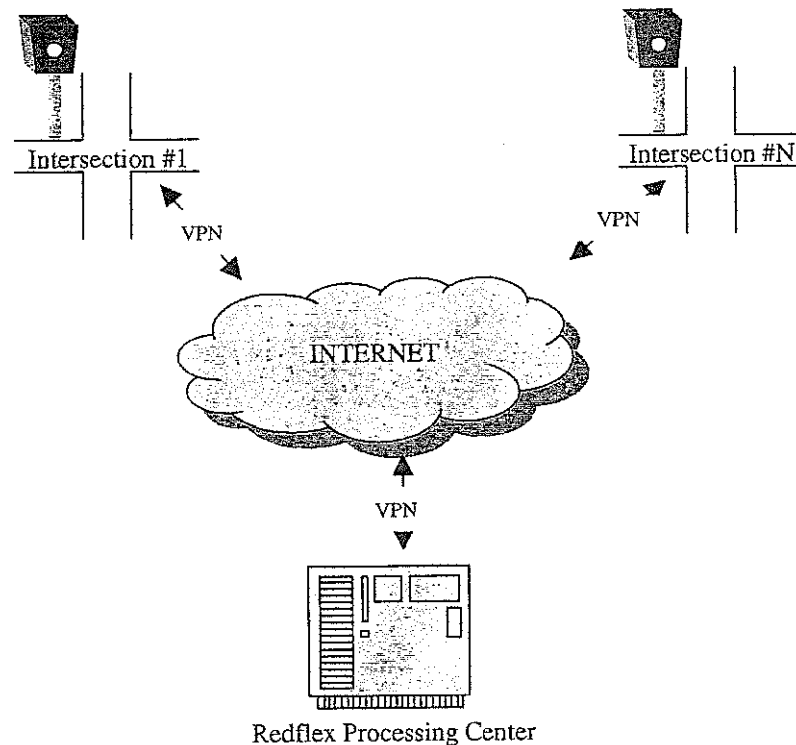 Intersection #1
Intersection #N
VPN
VPN
INTERNET
VPN
Redflex Processing Center